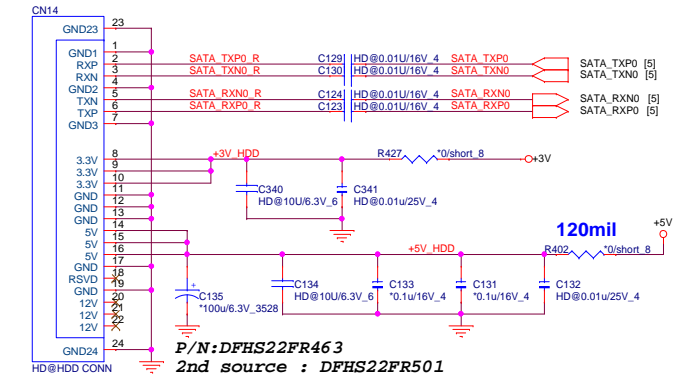 CN14
GND23 23
GND1 1
RXP 2 SATA_TXP0_R C129 HD@0.01U/16V_4 SATA_TXP0 SATA_TXP0 [5]
RXN 3 SATA_TXN0_R C130 HD@0.01U/16V_4 SATA_TXN0 SATA_TXN0 [5]
GND2 4
TXN 5 SATA_RXN0_R C124 HD@0.01U/16V_4 SATA_RXN0 SATA_RXN0 [5]
TXP 6 SATA_RXP0_R C123 HD@0.01U/16V_4 SATA_RXP0 SATA_RXP0 [5]
GND3 7
3.3V 8 +3V_HDD R427 *0/short_8 +3V
3.3V 9
3.3V 10
GND 11
GND 12
GND 13
5V 14
5V 15
5V 16
GND 17
RSVD 18
GND 19
12V 20
12V 21
12V 22
GND24 24
HD@HDD CONN
C340
HD@10U/6.3V_6
C341
HD@0.01u/25V_4
120mil
+5V
+5V_HDD R402 *0/short_8
+
C135
*100u/6.3V_3528
C134
HD@10U/6.3V_6
C133
*0.1u/16V_4
C131
*0.1u/16V_4
C132
HD@0.01u/25V_4
P/N:DFHS22FR463
2nd source : DFHS22FR501